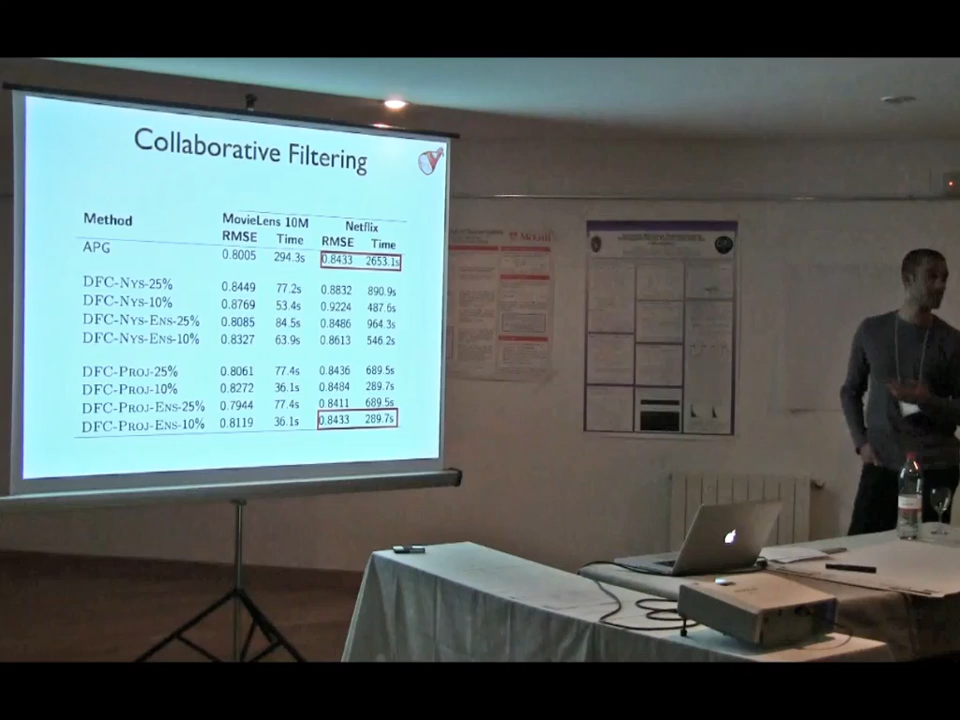 Collaborative Filtering
Method MovieLens 10M Netflix
RMSE Time RMSE Time
APG 0.8005 294.3s 0.8433 2653.1s
DFC-NYS-25% 0.8449 77.2s 0.8832 890.9s
DFC-NYS-10% 0.8769 53.4s 0.9224 487.6s
DFC-NYS-ENS-25% 0.8085 84.5s 0.8486 964.3s
DFC-NYS-ENS-10% 0.8327 63.9s 0.8613 546.2s
DFC-PROJ-25% 0.8061 77.4s 0.8436 689.5s
DFC-PROJ-10% 0.8272 36.1s 0.8484 289.7s
DFC-PROJ-ENS-25% 0.7944 77.4s 0.8411 689.5s
DFC-PROJ-ENS-10% 0.8119 36.1s 0.8433 289.7s
McGill